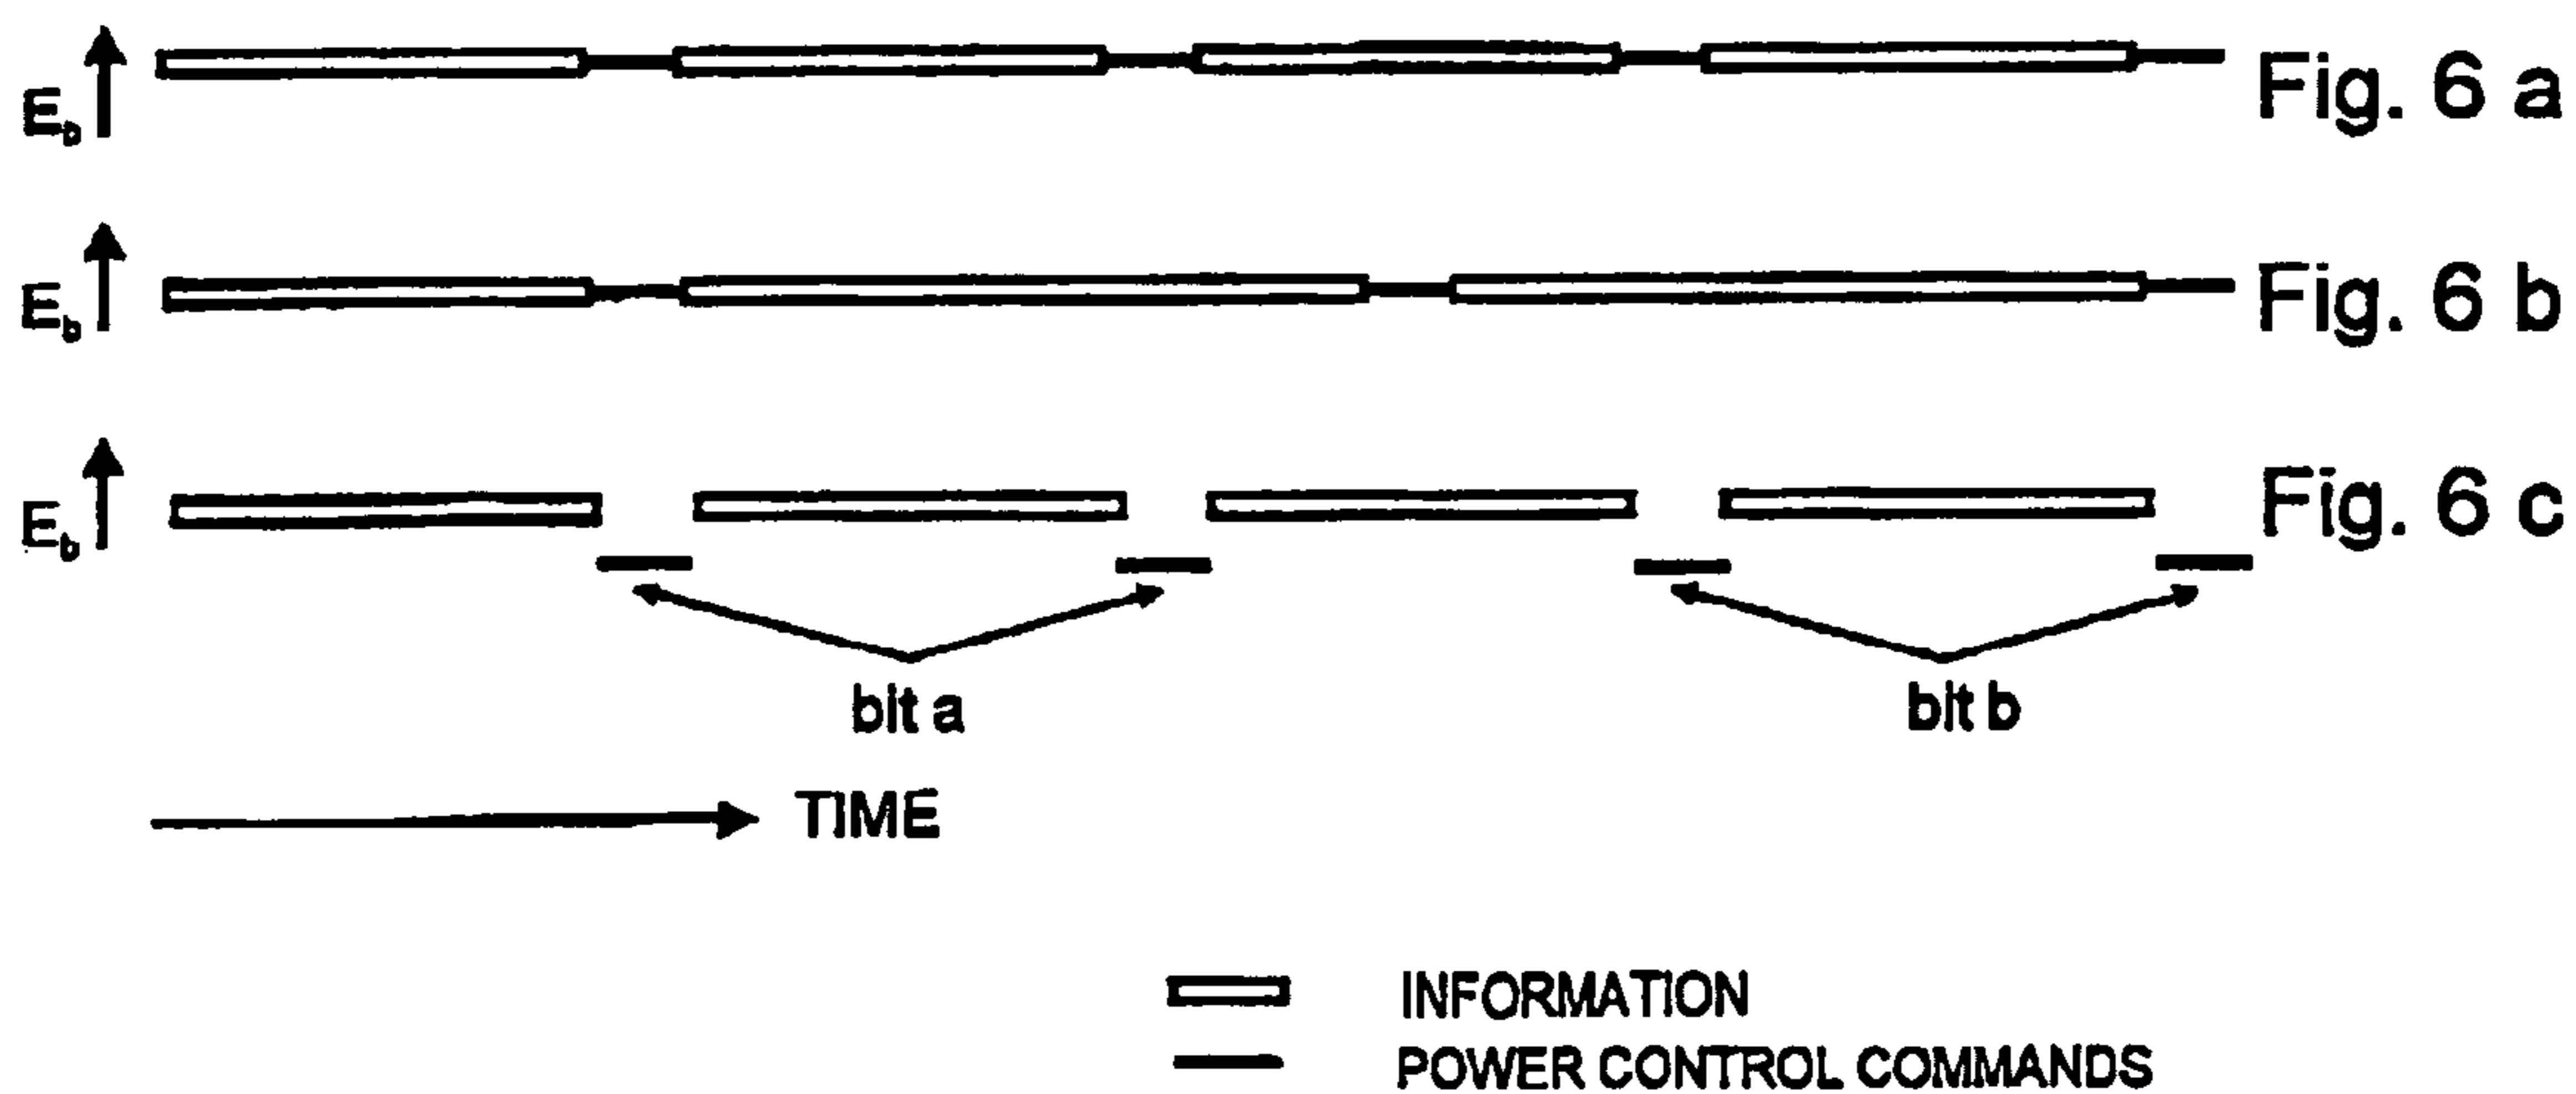 E_b Fig. 6 a
E_b Fig. 6 b
E_b Fig. 6 c
bit a bit b
TIME
INFORMATION
POWER CONTROL COMMANDS